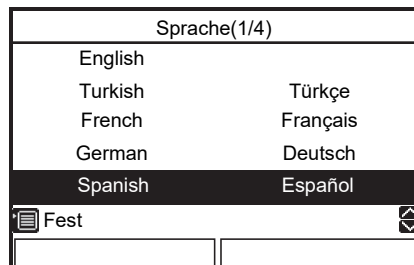 Sprache(1/4)
English
Turkish Türkçe
French Français
German Deutsch
Spanish Español
Fest